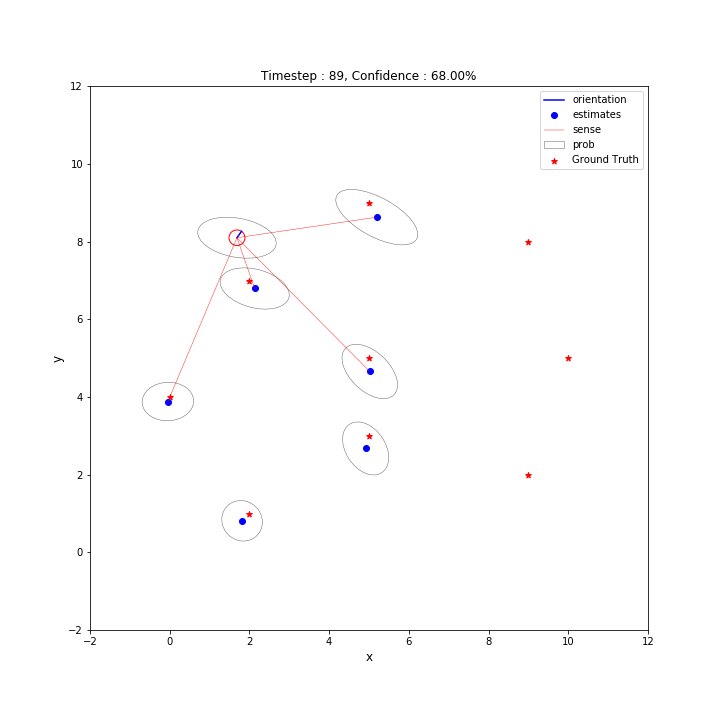 Timestep : 89, Confidence : 68.00%
orientation
estimates
sense
prob
Ground Truth
12
10
8
6
4
2
0
−2
y
−2 0 2 4 6 8 10 12
x